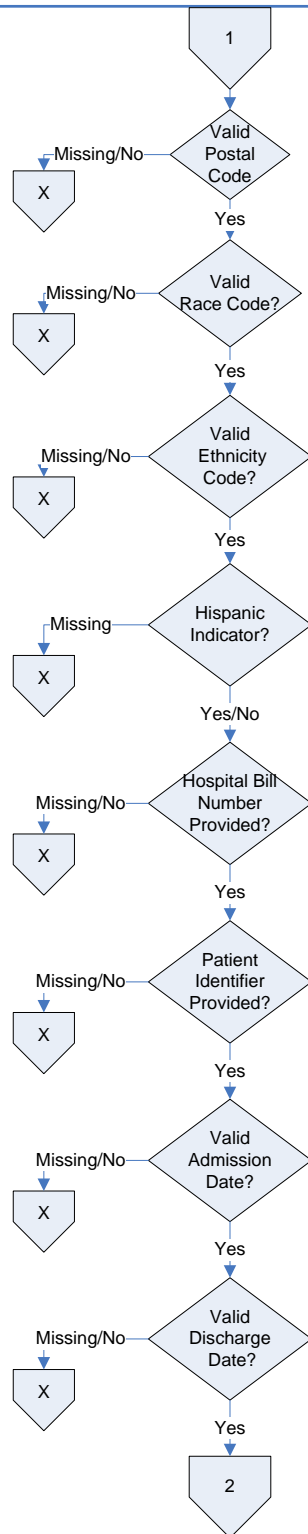 1
Valid
Postal
Code
Missing/No
X
Yes
Valid
Race Code?
Missing/No
X
Yes
Valid
Ethnicity
Code?
Missing/No
X
Yes
Hispanic
Indicator?
Missing
X
Yes/No
Hospital Bill
Number
Provided?
Missing/No
X
Yes
Patient
Identifier
Provided?
Missing/No
X
Yes
Valid
Admission
Date?
Missing/No
X
Yes
Valid
Discharge
Date?
Missing/No
X
Yes
2